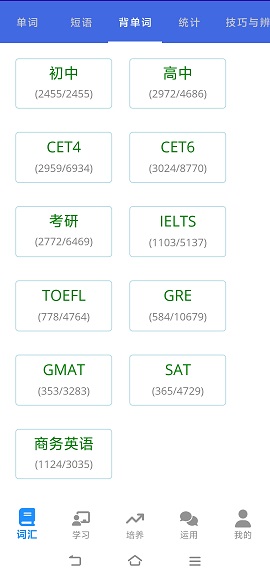 单词 短语 背单词 统计 技巧与辨
初中 高中
(2455/2455) (2972/4686)
CET4 CET6
(2959/6934) (3024/8770)
考研 IELTS
(2772/6469) (1103/5137)
TOEFL GRE
(778/4764) (584/10679)
GMAT SAT
(353/3283) (365/4729)
商务英语
(1124/3035)
词汇 学习 培养 运用 我的